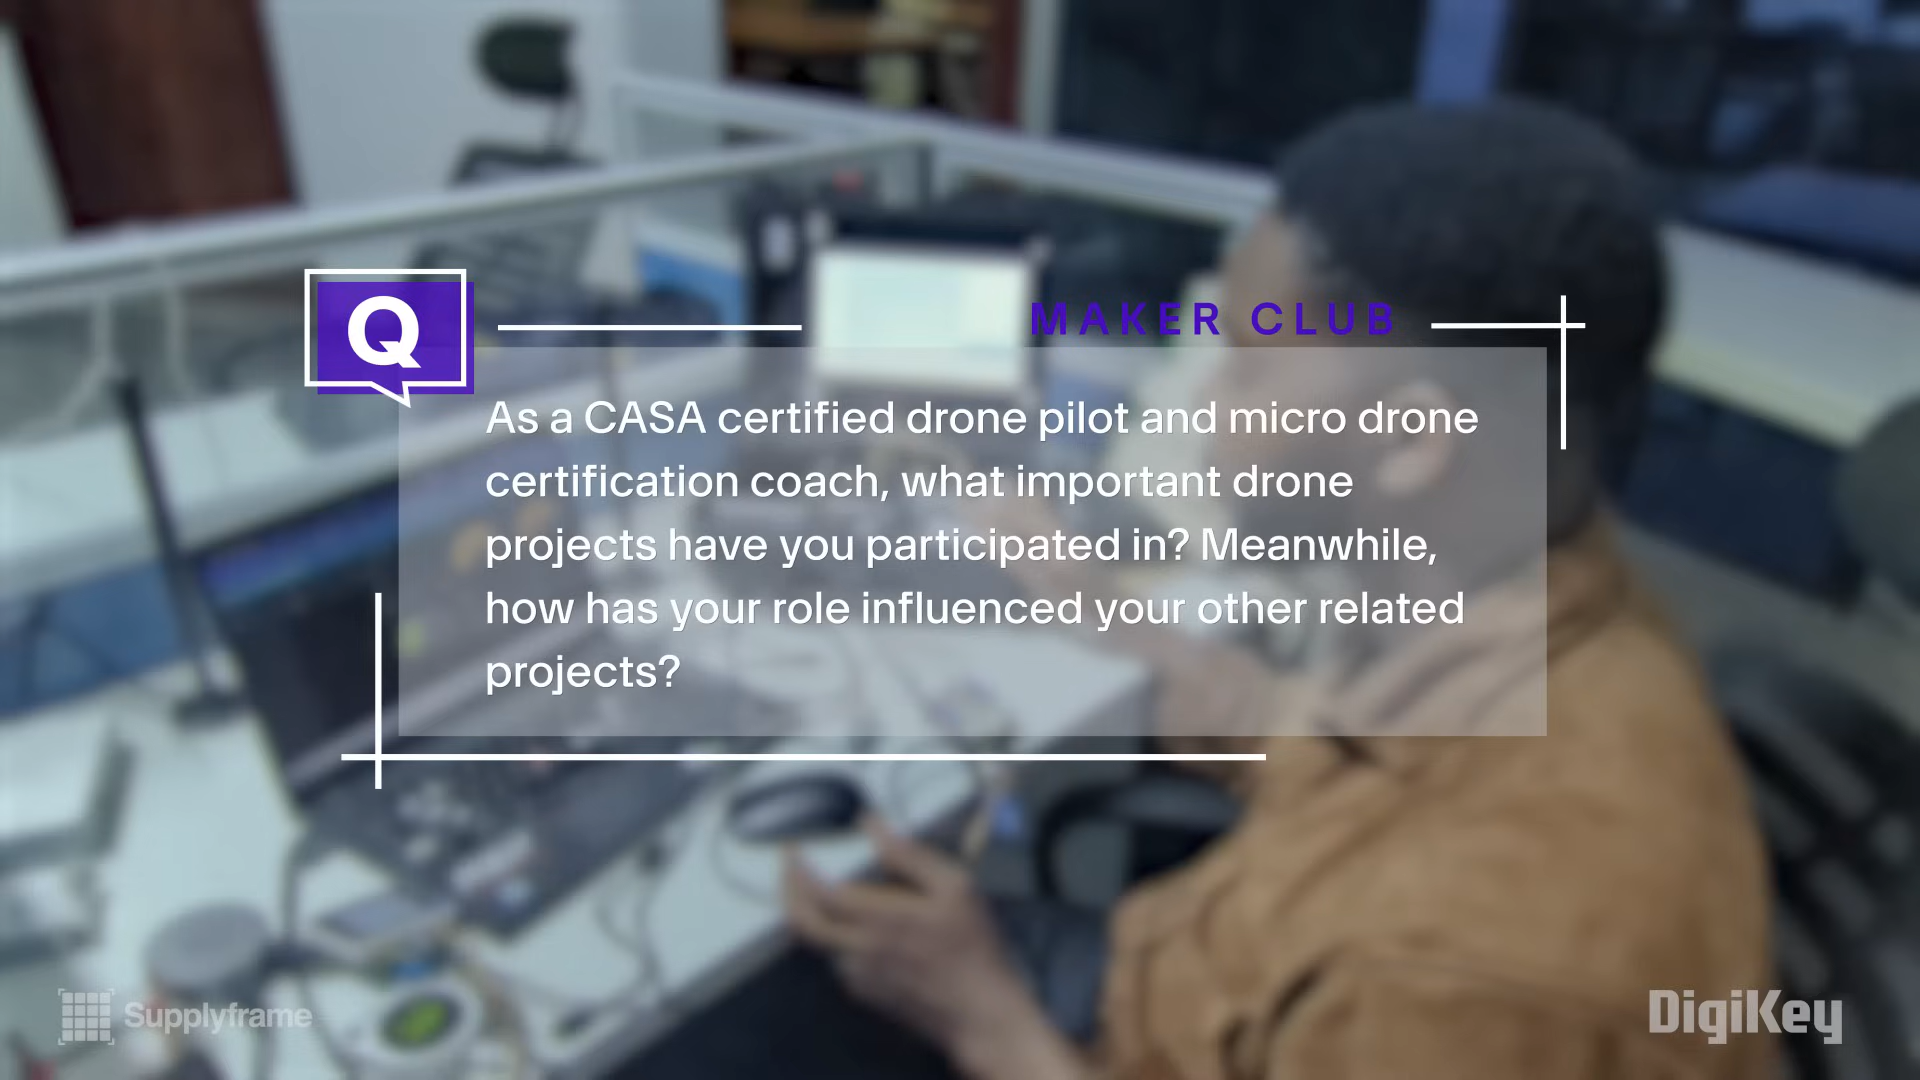 Q
MAKER CLUB
As a CASA certified drone pilot and micro drone
certification coach, what important drone
projects have you participated in? Meanwhile,
how has your role influenced your other related
projects?
Supplyframe
DigiKey